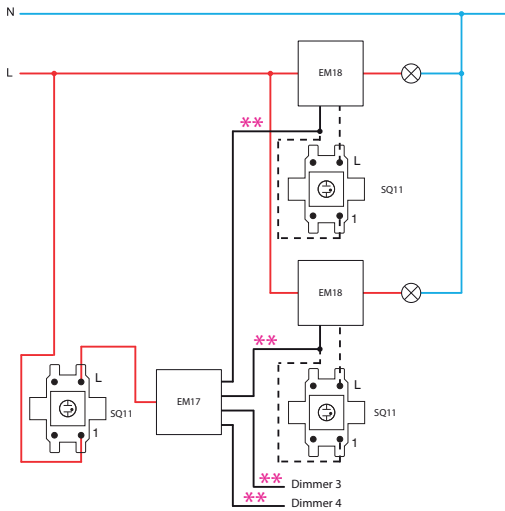 N
L
EM18
**
L
SQ11
1
EM18
**
L
SQ11
1
L
SQ11
1
EM17
** Dimmer 3
** Dimmer 4